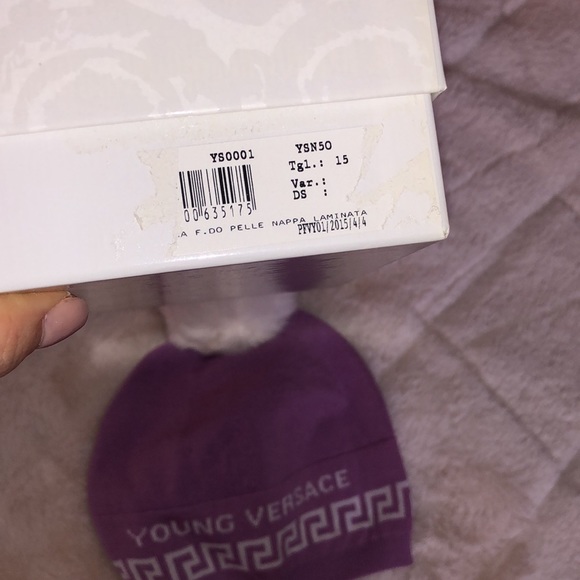 YS0001 YSN50
Tgl.: 15
Var.:
DS :
00635175
A F.DO PELLE NAPPA LAMINATA
PFVY01/2015/4/4
YOUNG VERSACE